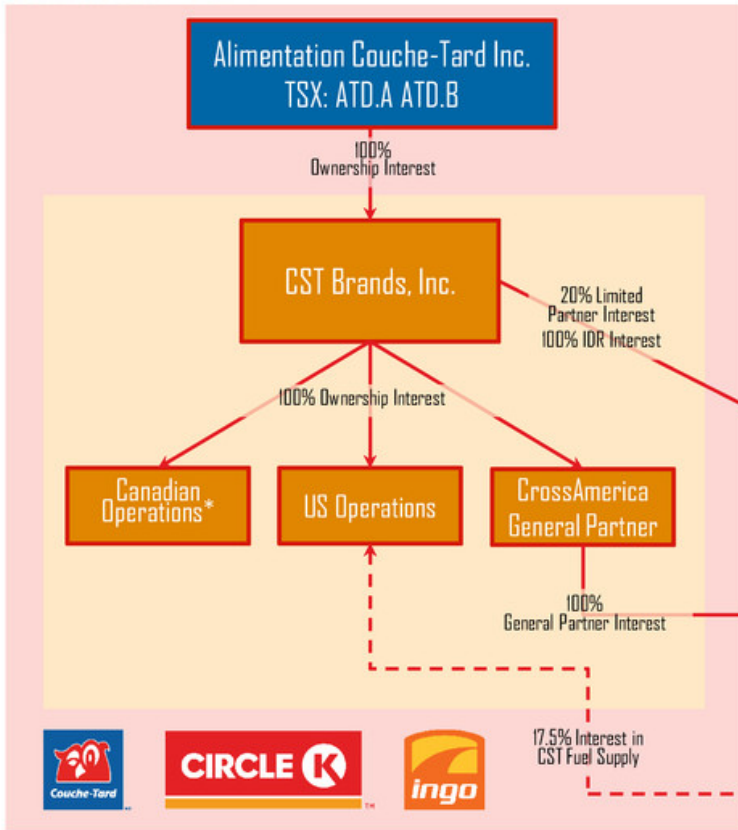 Alimentation Couche-Tard Inc.
TSX: ATD.A ATD.B
100%
Ownership Interest
CST Brands, Inc.
20% Limited
Partner Interest
100% IDR Interest
100% Ownership Interest
Canadian
Operations*
US Operations
CrossAmerica
General Partner
100%
General Partner Interest
17.5% Interest in
CST Fuel Supply
Couche-Tard
CIRCLE K
TM
ingo